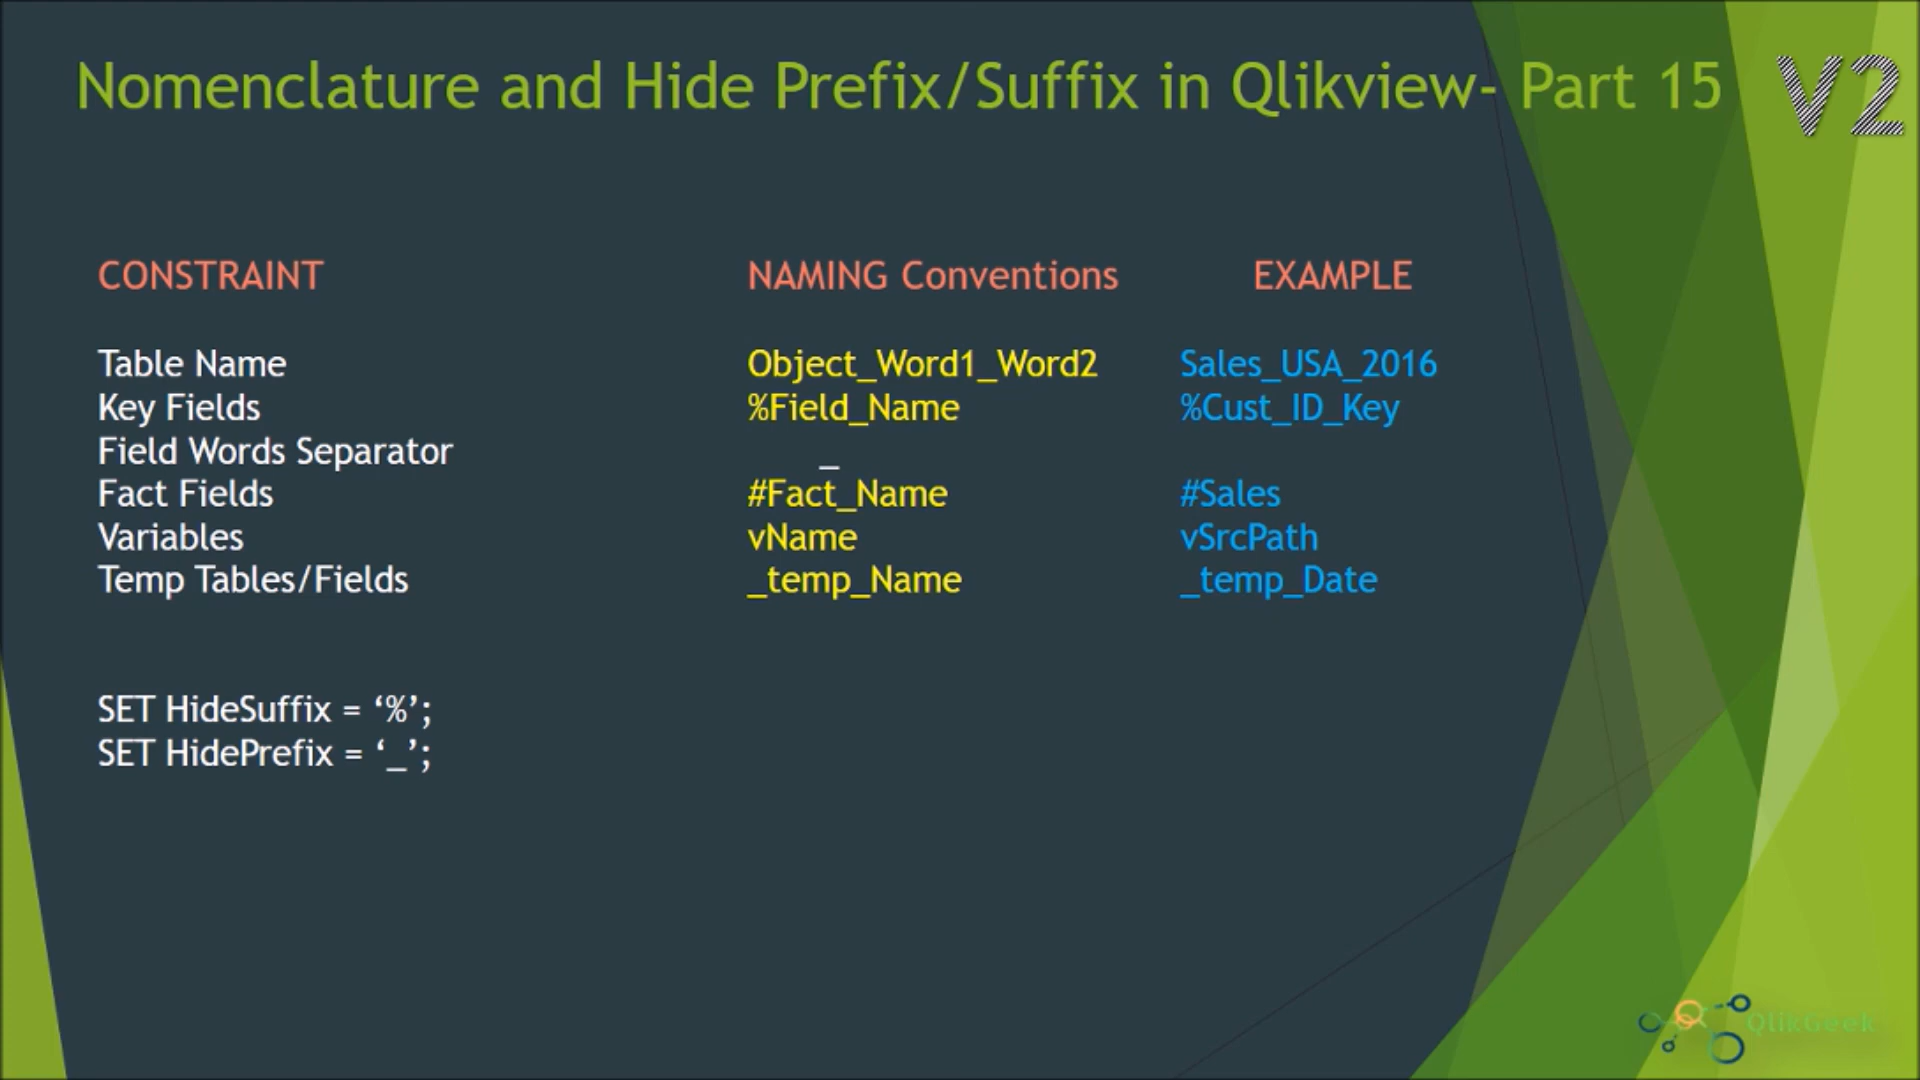 Nomenclature and Hide Prefix/Suffix in Qlikview- Part 15
V2
CONSTRAINT NAMING Conventions EXAMPLE
Table Name Object_Word1_Word2 Sales_USA_2016
Key Fields %Field_Name %Cust_ID_Key
Field Words Separator _
Fact Fields #Fact_Name #Sales
Variables vName vSrcPath
Temp Tables/Fields _temp_Name _temp_Date
SET HideSuffix = ‘%’;
SET HidePrefix = ‘_’;
QlikGeek